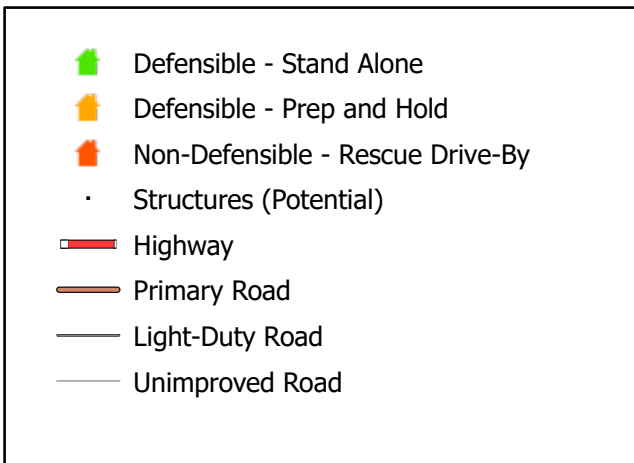 Defensible - Stand Alone
Defensible - Prep and Hold
Non-Defensible - Rescue Drive-By
Structures (Potential)
Highway
Primary Road
Light-Duty Road
Unimproved Road